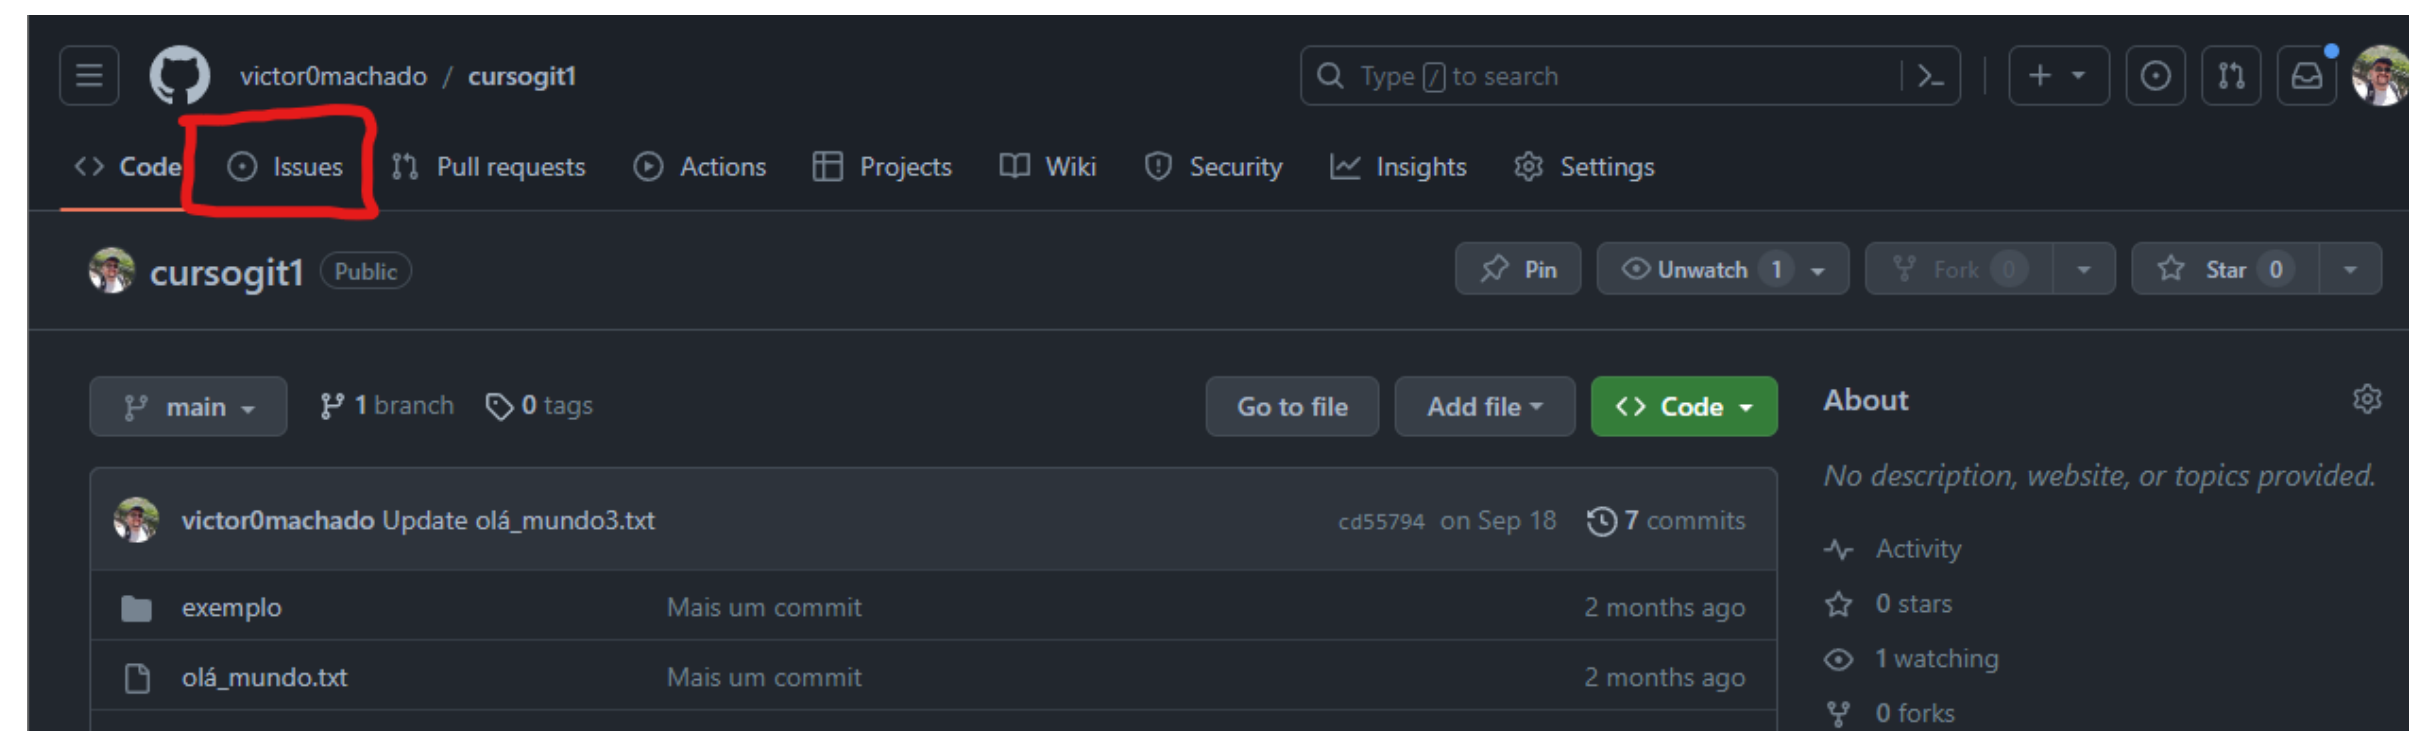 victor0machado / cursogit1 Type / to search
Code Issues Pull requests Actions Projects Wiki Security Insights Settings
cursogit1 Public Pin Unwatch 1 Fork 0 Star 0
main 1 branch 0 tags Go to file Add file Code
About
No description, website, or topics provided.
victor0machado Update olá_mundo3.txt cd55794 on Sep 18 7 commits
Activity
exemplo Mais um commit 2 months ago
0 stars
1 watching
olá_mundo.txt Mais um commit 2 months ago
0 forks